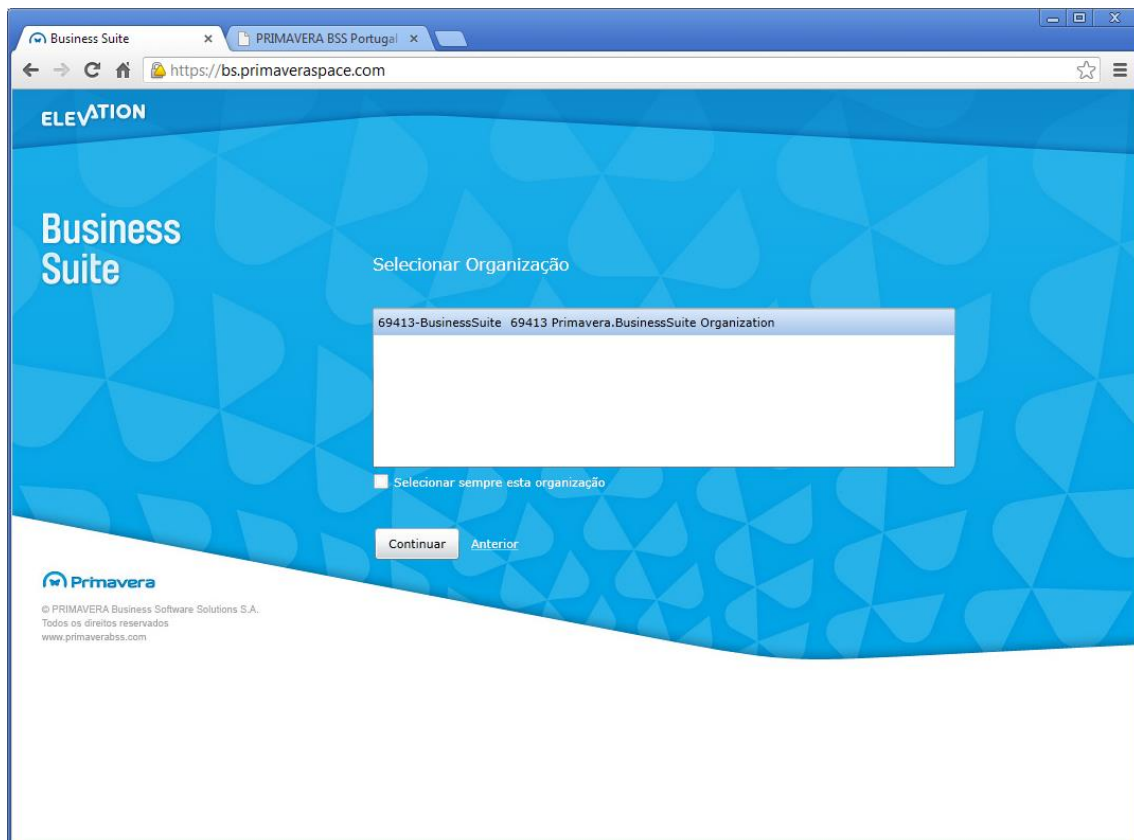 Business Suite
PRIMAVERA BSS Portugal
https://bs.primaveraspace.com
ELEVATION
Business
Suite
Selecionar Organização
69413-BusinessSuite 69413 Primavera.BusinessSuite Organization
Selecionar sempre esta organização
Continuar Anterior
Primavera
© PRIMAVERA Business Software Solutions S.A.
Todos os direitos reservados
www.primaverabss.com